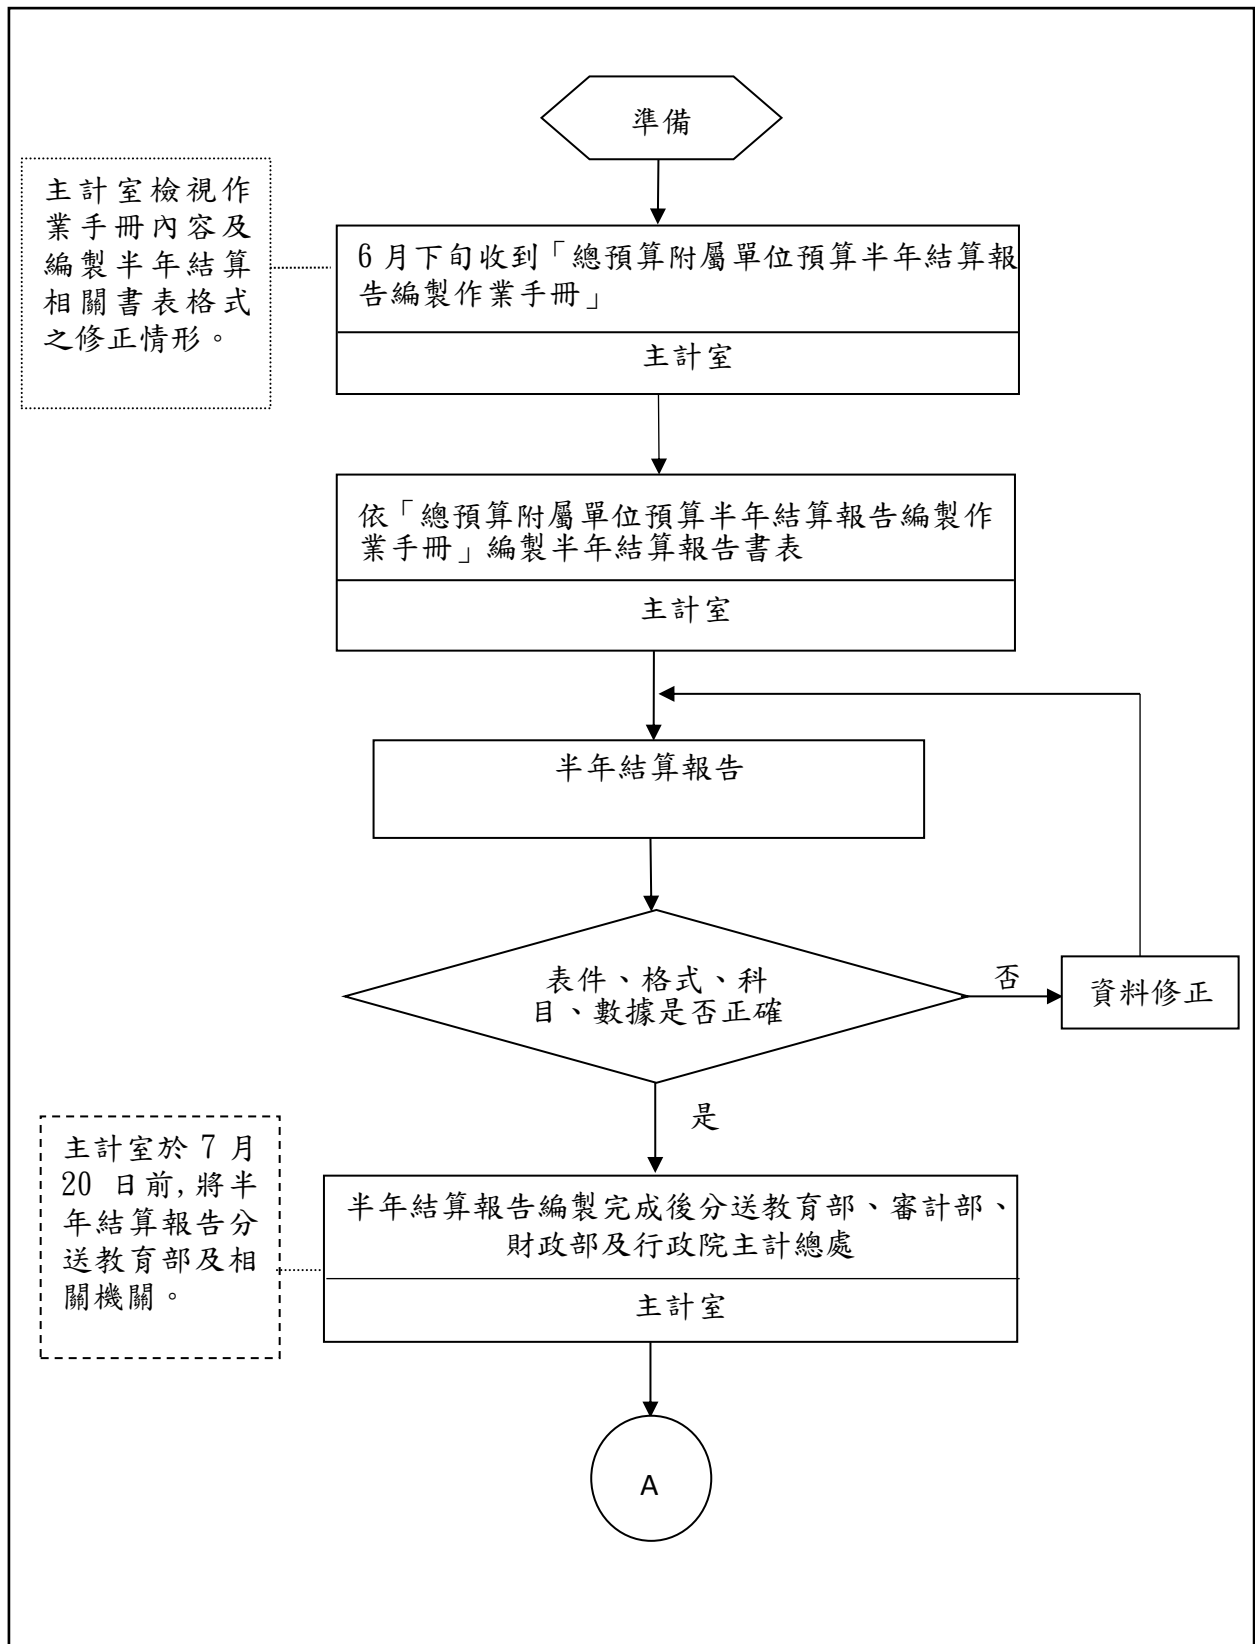 準備
主計室檢視作
業手冊內容及
編製半年結算
相關書表格式
之修正情形。
6 月下旬收到「總預算附屬單位預算半年結算報
告編製作業手冊」
主計室
依「總預算附屬單位預算半年結算報告編製作
業手冊」編製半年結算報告書表
主計室
半年結算報告
表件、格式、科
目、數據是否正確
否
資料修正
是
主計室於 7 月
20 日前,將半
年結算報告分
送教育部及相
關機關。
半年結算報告編製完成後分送教育部、審計部、
財政部及行政院主計總處
主計室
A